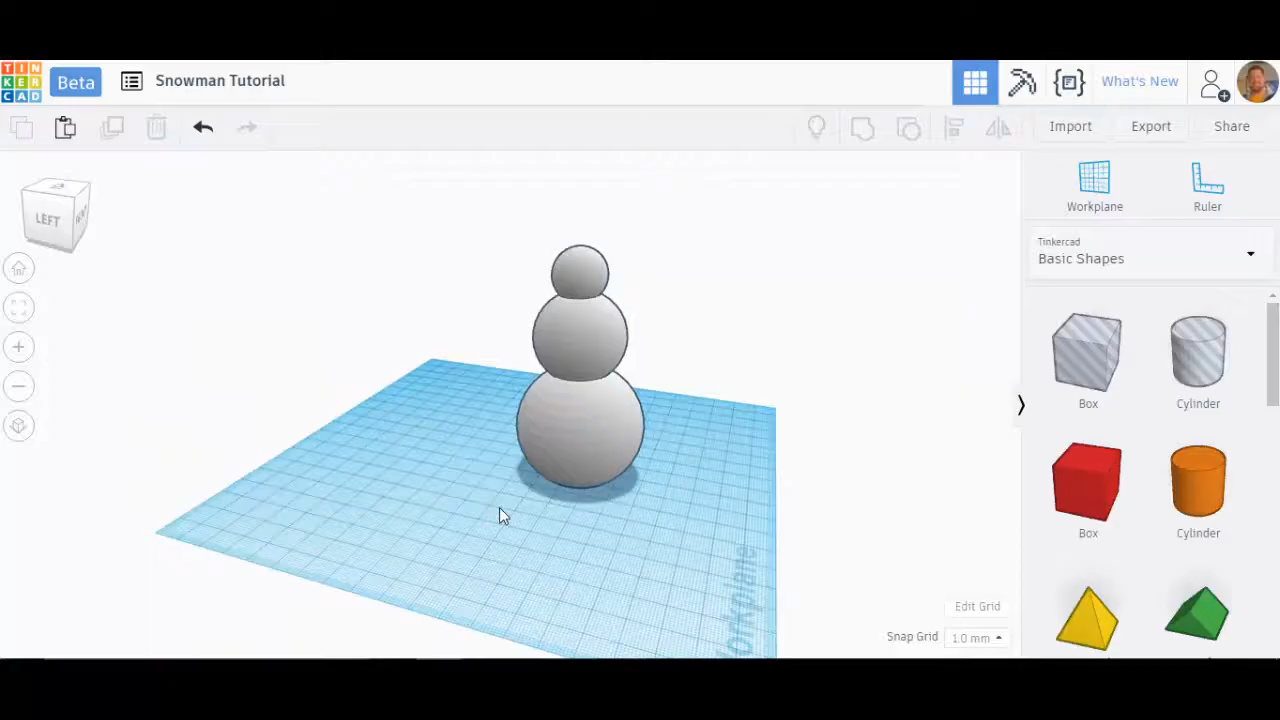 TIN
KER
CAD
Beta
Snowman Tutorial
What's New
Import
Export
Share
LEFT
Workplane
Ruler
Tinkercad
Basic Shapes
Box
Cylinder
Box
Cylinder
Workplane
Edit Grid
Snap Grid
1.0 mm